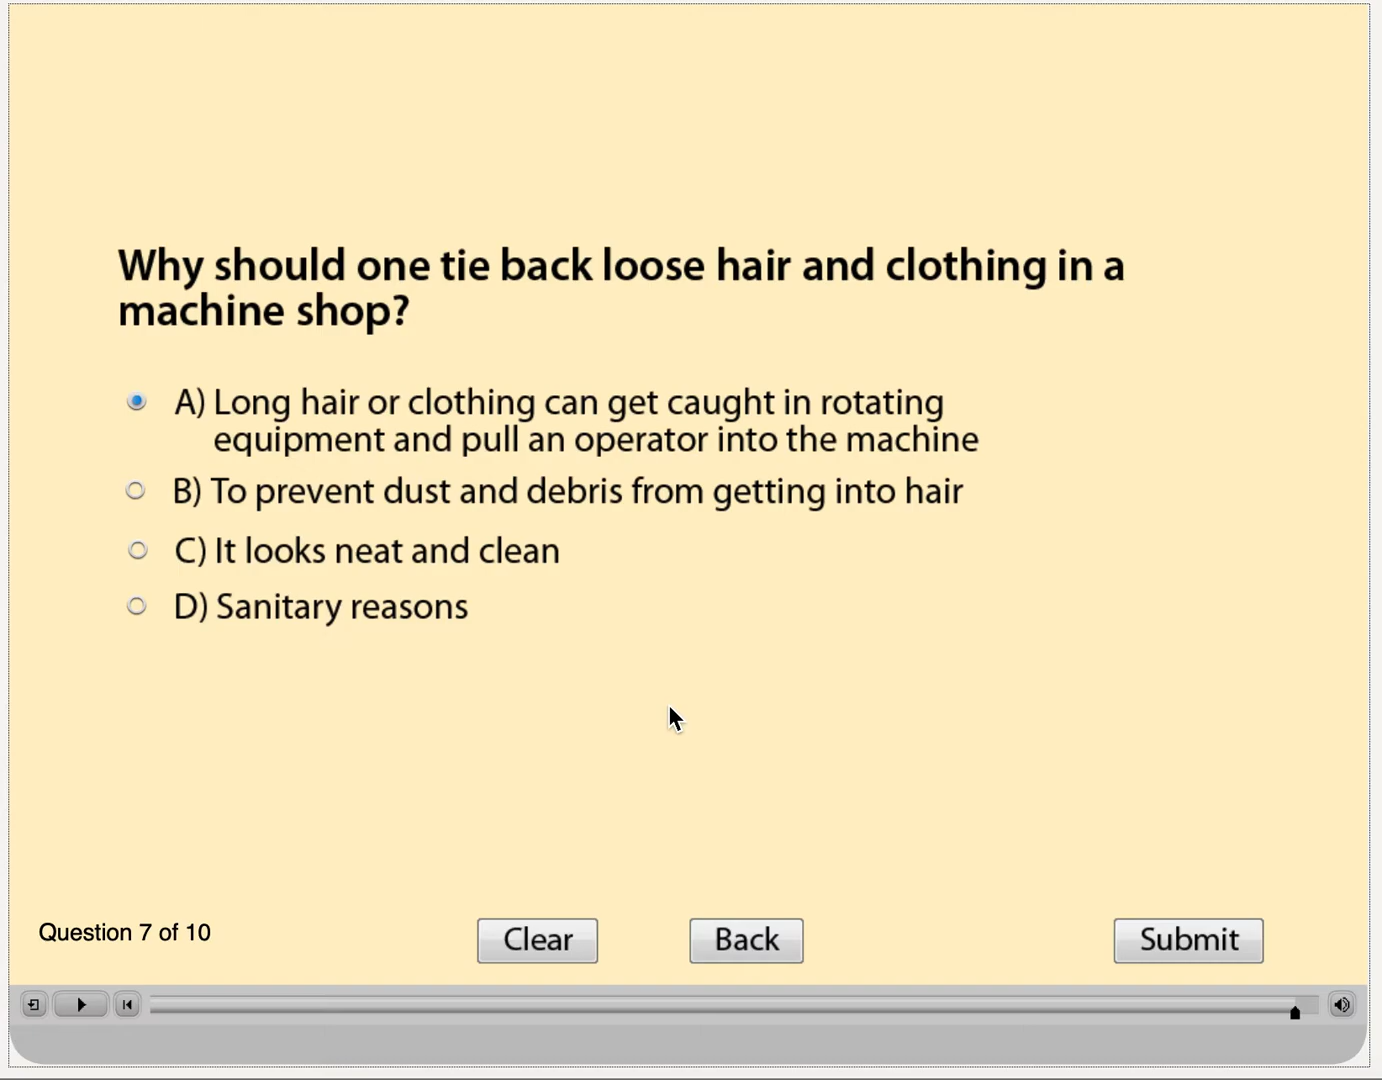 Why should one tie back loose hair and clothing in a
machine shop?
A) Long hair or clothing can get caught in rotating
equipment and pull an operator into the machine
B) To prevent dust and debris from getting into hair
C) It looks neat and clean
D) Sanitary reasons
Question 7 of 10
Clear
Back
Submit